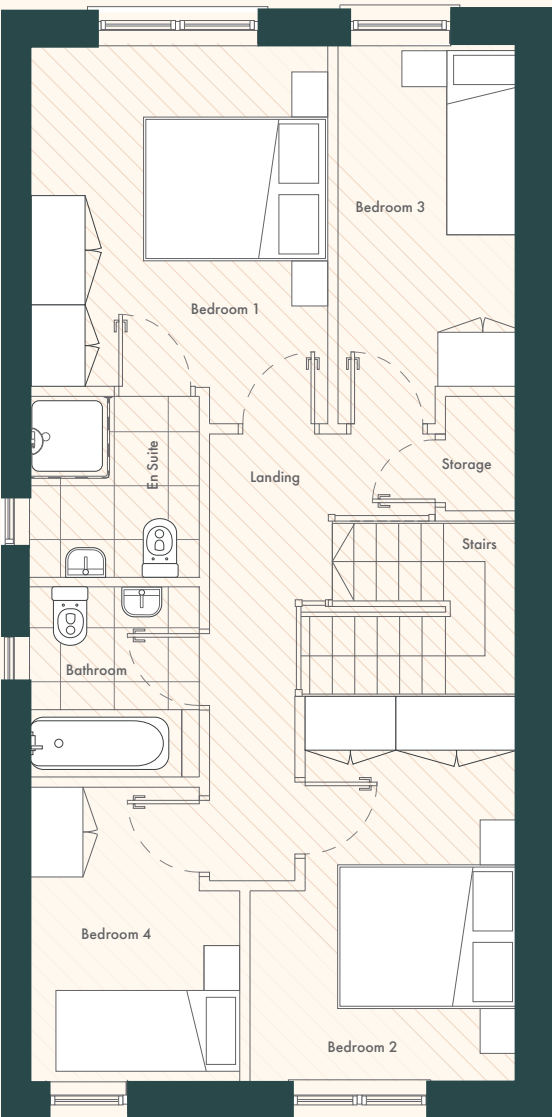 Bedroom 3
Bedroom 1
En Suite
Landing
Storage
Stairs
Bathroom
Bedroom 4
Bedroom 2